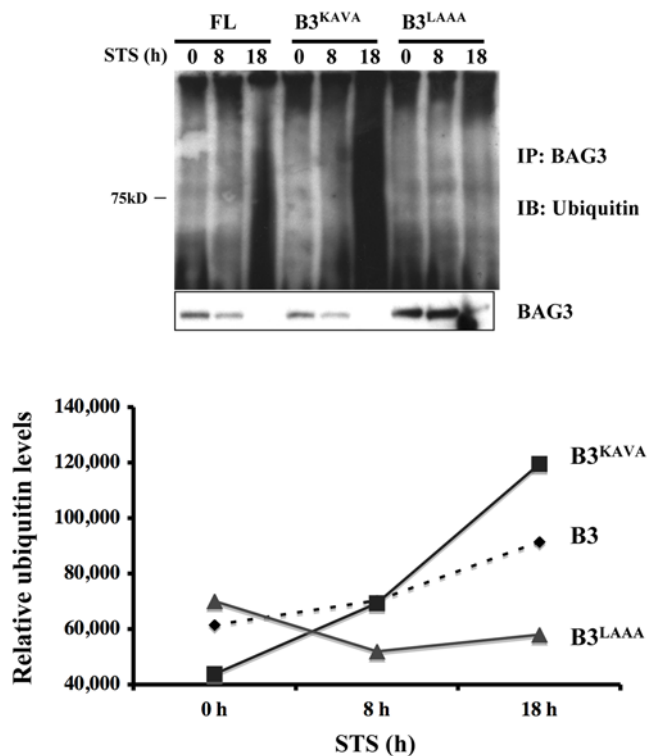 FL B3KAVA B3LAAA
STS (h) 0 8 18 0 8 18 0 8 18
IP: BAG3
75kD
IB: Ubiquitin
BAG3
140,000
120,000
100,000
80,000
60,000
40,000
Relative ubiquitin levels
B3KAVA
B3
B3LAAA
0 h 8 h 18 h
STS (h)